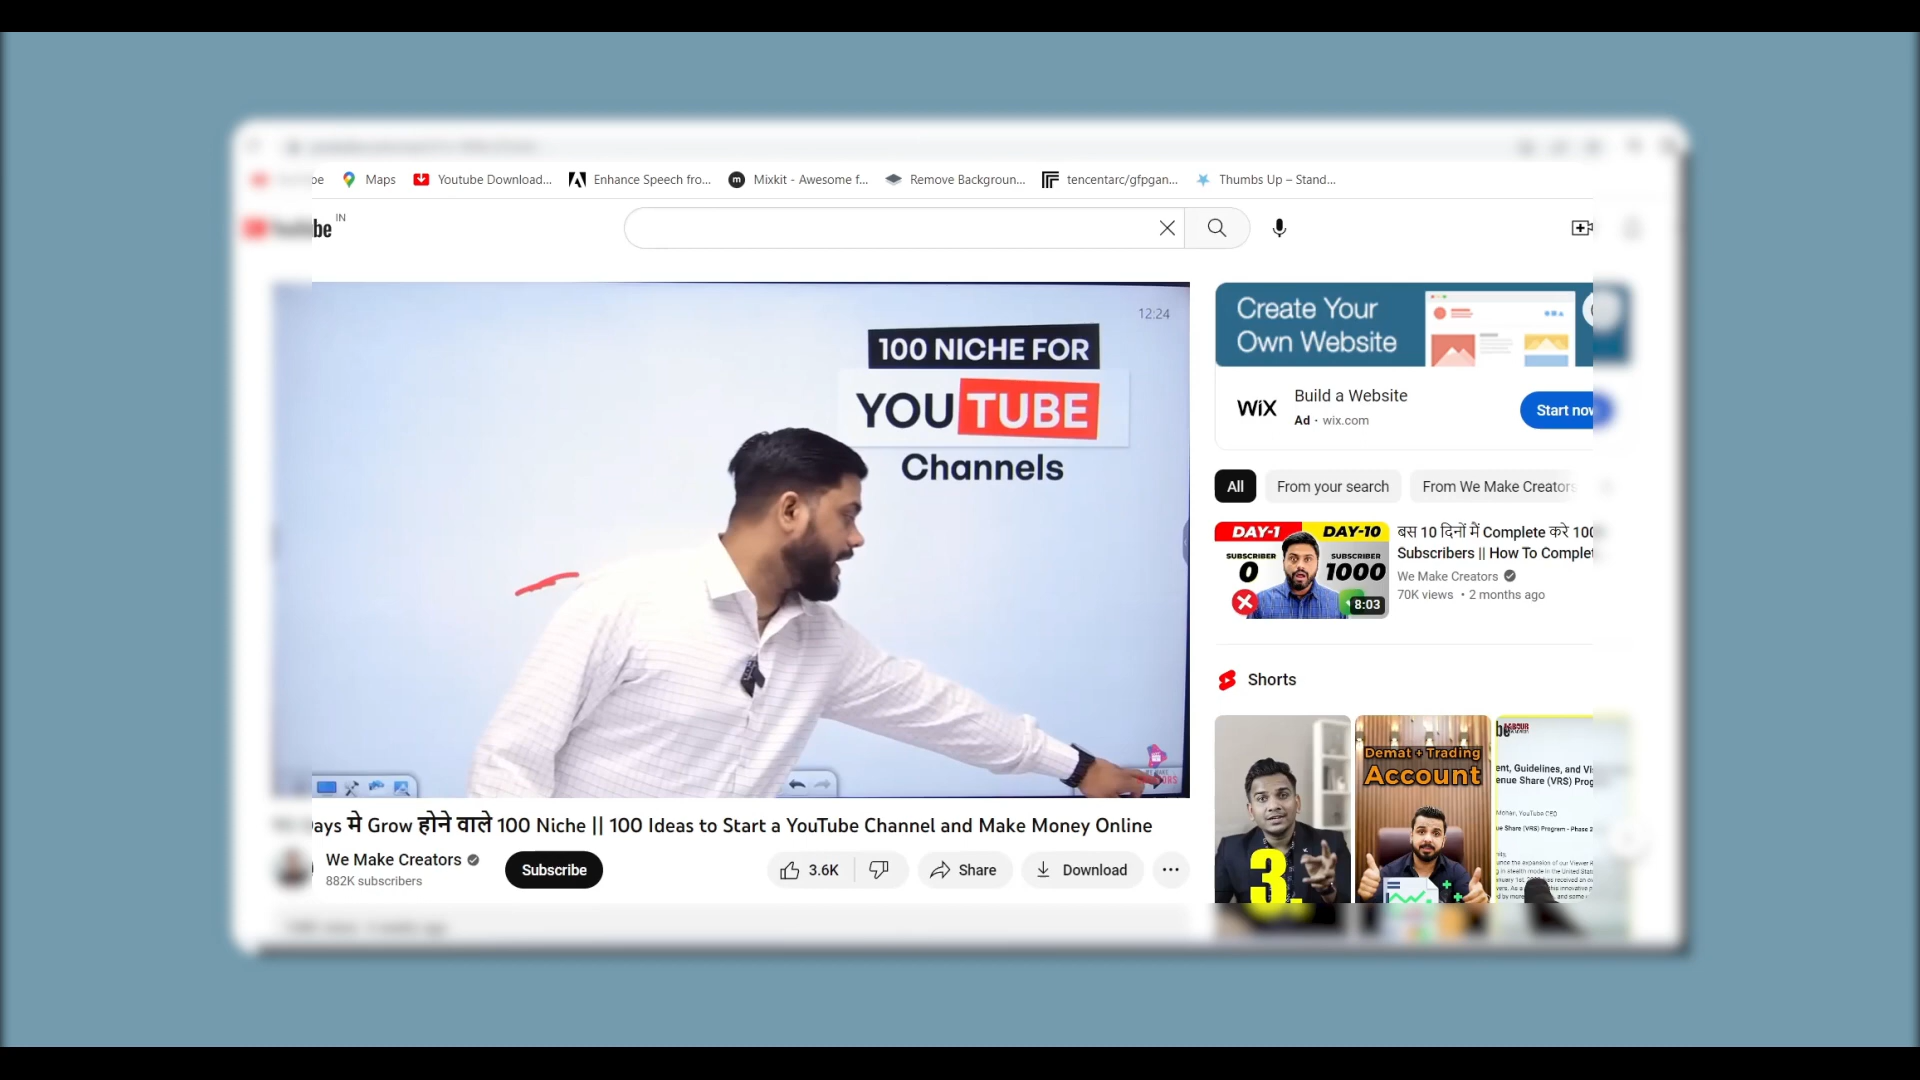 Maps
Youtube Download...
Enhance Speech fro...
Mixkit - Awesome f...
Remove Backgroun...
tencentarc/gfpgan...
Thumbs Up – Stand...
IN
12:24
100 NICHE FOR
YOUTUBE
Channels
Create Your
Own Website
WiX
Build a Website
Ad · wix.com
Start now
All
From your search
From We Make Creators
DAY-1
DAY-10
SUBSCRIBER
0
SUBSCRIBER
1000
8:03
बस 10 दिनों में Complete करे 100
Subscribers || How To Complet
We Make Creators
70K views • 2 months ago
Shorts
3.
Demat + Trading
Account
ays मे Grow होने वाले 100 Niche || 100 Ideas to Start a YouTube Channel and Make Money Online
We Make Creators
882K subscribers
Subscribe
3.6K
Share
Download